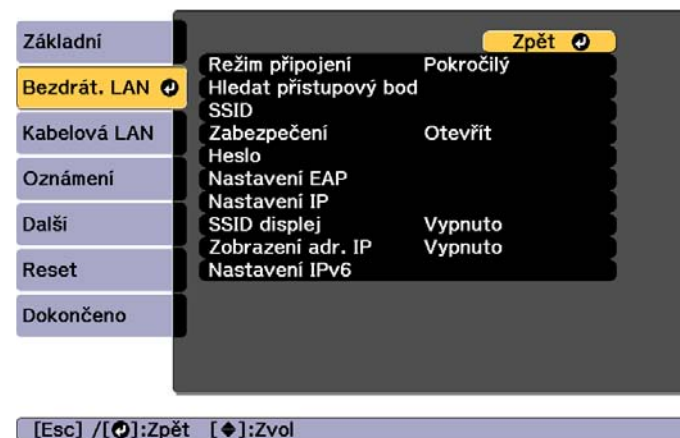 Základní
Bezdrát. LAN
Kabelová LAN
Oznámení
Další
Reset
Dokončeno
Zpět
Režim připojení Pokročilý
Hledat přístupový bod
SSID
Zabezpečení Otevřít
Heslo
Nastavení EAP
Nastavení IP
SSID displej Vypnuto
Zobrazení adr. IP Vypnuto
Nastavení IPv6
[Esc] /[]:Zpět []:Zvol